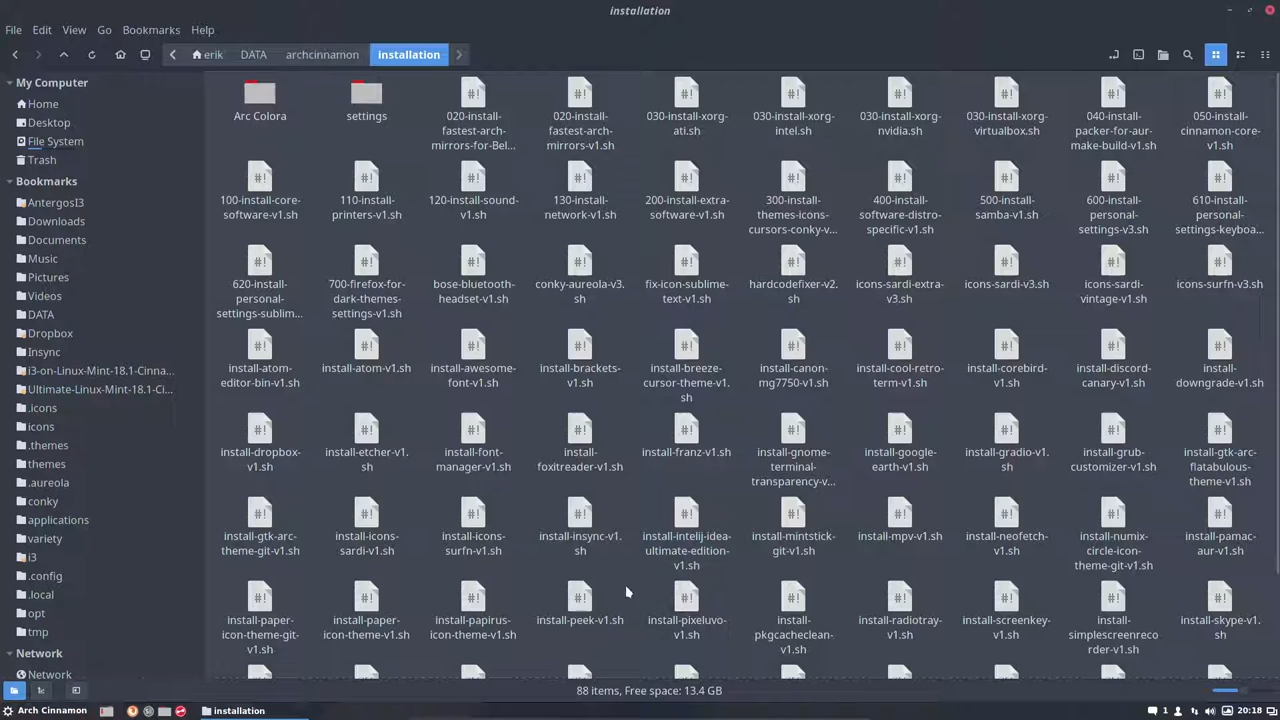 installation
File Edit View Go Bookmarks Help
erik DATA archcinnamon installation
My Computer
Home
Desktop
File System
Trash
Bookmarks
AntergosI3
Downloads
Documents
Music
Pictures
Videos
DATA
Dropbox
Insync
i3-on-Linux-Mint-18.1-Cinna...
Ultimate-Linux-Mint-18.1-Ci...
.icons
icons
.themes
themes
.aureola
conky
applications
variety
i3
.config
.local
opt
tmp
Network
Network
Arc Colora
settings
020-install-
fastest-arch-
mirrors-for-Bel...
020-install-
fastest-arch-
mirrors-v1.sh
030-install-xorg-
ati.sh
030-install-xorg-
intel.sh
030-install-xorg-
nvidia.sh
030-install-xorg-
virtualbox.sh
040-install-
packer-for-aur-
make-build-v1.sh
050-install-
cinnamon-core-
v1.sh
100-install-core-
software-v1.sh
110-install-
printers-v1.sh
120-install-sound-
v1.sh
130-install-
network-v1.sh
200-install-extra-
software-v1.sh
300-install-
themes-icons-
cursors-conky-v...
400-install-
software-distro-
specific-v1.sh
500-install-
samba-v1.sh
600-install-
personal-
settings-v3.sh
610-install-
personal-
settings-keyboa...
620-install-
personal-
settings-sublim...
700-firefox-for-
dark-themes-
settings-v1.sh
bose-bluetooth-
headset-v1.sh
conky-aureola-v3.
sh
fix-icon-sublime-
text-v1.sh
hardcodefixer-v2.
sh
icons-sardi-extra-
v3.sh
icons-sardi-v3.sh
icons-sardi-
vintage-v1.sh
icons-surfn-v3.sh
install-atom-
editor-bin-v1.sh
install-atom-v1.sh
install-awesome-
font-v1.sh
install-brackets-
v1.sh
install-breeze-
cursor-theme-v1.
sh
install-canon-
mg7750-v1.sh
install-cool-retro-
term-v1.sh
install-corebird-
v1.sh
install-discord-
canary-v1.sh
install-
downgrade-v1.sh
install-dropbox-
v1.sh
install-etcher-v1.
sh
install-font-
manager-v1.sh
install-
foxitreader-v1.sh
install-franz-v1.sh
install-gnome-
terminal-
transparency-v...
install-google-
earth-v1.sh
install-gradio-v1.
sh
install-grub-
customizer-v1.sh
install-gtk-arc-
flatabulous-
theme-v1.sh
install-gtk-arc-
theme-git-v1.sh
install-icons-
sardi-v1.sh
install-icons-
surfn-v1.sh
install-insync-v1.
sh
install-intelij-idea-
ultimate-edition-
v1.sh
install-mintstick-
git-v1.sh
install-mpv-v1.sh
install-neofetch-
v1.sh
install-numix-
circle-icon-
theme-git-v1.sh
install-pamac-
aur-v1.sh
install-paper-
icon-theme-git-
v1.sh
install-paper-
icon-theme-v1.sh
install-papirus-
icon-theme-v1.sh
install-peek-v1.sh
install-pixeluvo-
v1.sh
install-
pkgcacheclean-
v1.sh
install-radiotray-
v1.sh
install-screenkey-
v1.sh
install-
simplescreenreco
rder-v1.sh
install-skype-v1.
sh
88 items, Free space: 13.4 GB
Arch Cinnamon installation 1 20:18